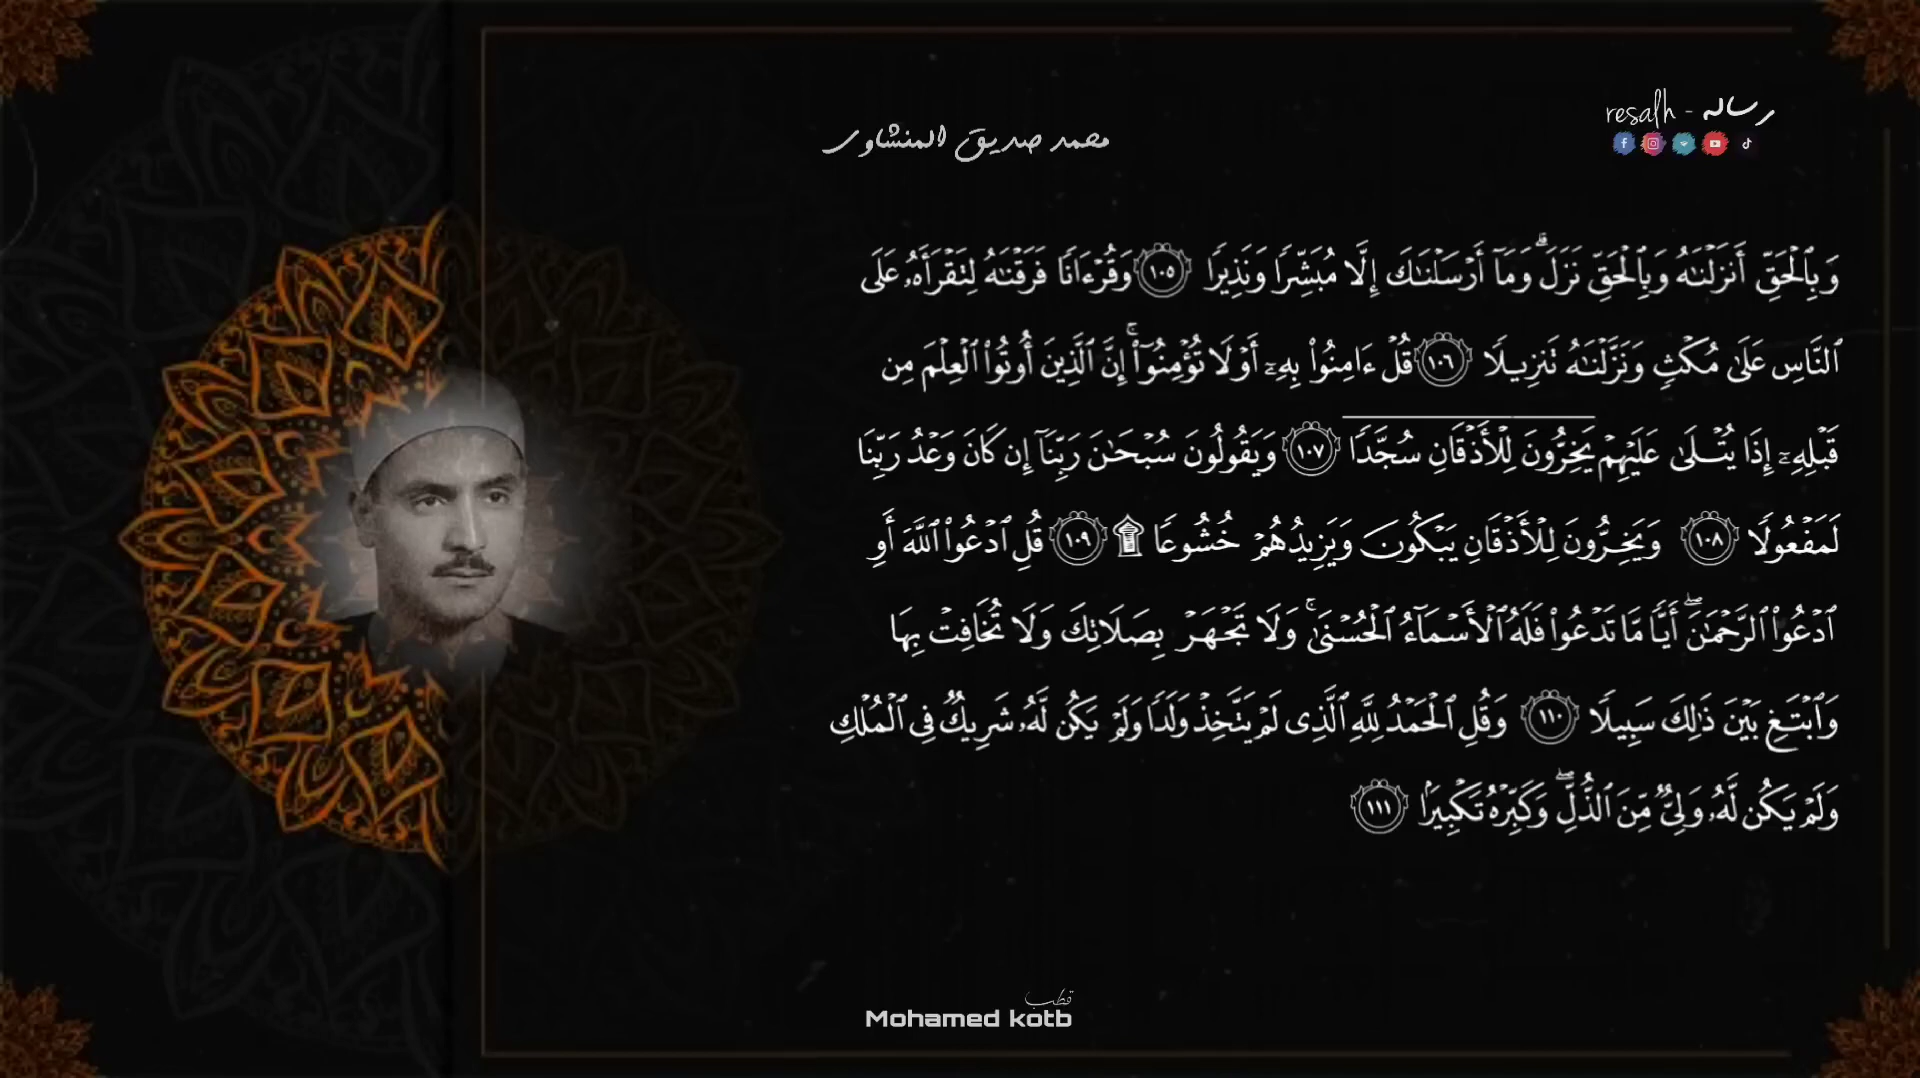 رساله - resalh
محمد صديق المنشاوى
وَبِٱلْحَقِّ أَنزَلْنَٰهُ وَبِٱلْحَقِّ نَزَلَ ۗ وَمَآ أَرْسَلْنَٰكَ إِلَّا مُبَشِّرًا وَنَذِيرًا ١٠٥ وَقُرْءَانًا فَرَقْنَٰهُ لِتَقْرَأَهُۥ عَلَى
ٱلنَّاسِ عَلَىٰ مُكْثٍ وَنَزَّلْنَٰهُ تَنزِيلًا ١٠٦ قُلْ ءَامِنُوا۟ بِهِۦٓ أَوْ لَا تُؤْمِنُوٓا۟ ۚ إِنَّ ٱلَّذِينَ أُوتُوا۟ ٱلْعِلْمَ مِن
قَبْلِهِۦٓ إِذَا يُتْلَىٰ عَلَيْهِمْ يَخِرُّونَ لِلْأَذْقَانِ سُجَّدًا ١٠٧ وَيَقُولُونَ سُبْحَٰنَ رَبِّنَآ إِن كَانَ وَعْدُ رَبِّنَا
لَمَفْعُولًا ١٠٨ وَيَخِرُّونَ لِلْأَذْقَانِ يَبْكُونَ وَيَزِيدُهُمْ خُشُوعًا ۩ ١٠٩ قُلِ ٱدْعُوا۟ ٱللَّهَ أَوِ
ٱدْعُوا۟ ٱلرَّحْمَٰنَ ۖ أَيًّا مَّا تَدْعُوا۟ فَلَهُ ٱلْأَسْمَآءُ ٱلْحُسْنَىٰ ۚ وَلَا تَجْهَرْ بِصَلَاتِكَ وَلَا تُخَافِتْ بِهَا
وَٱبْتَغِ بَيْنَ ذَٰلِكَ سَبِيلًا ١١٠ وَقُلِ ٱلْحَمْدُ لِلَّهِ ٱلَّذِى لَمْ يَتَّخِذْ وَلَدًا وَلَمْ يَكُن لَّهُۥ شَرِيكٌ فِى ٱلْمُلْكِ
وَلَمْ يَكُن لَّهُۥ وَلِىٌّ مِّنَ ٱلذُّلِّ ۖ وَكَبِّرْهُ تَكْبِيرًۢا ١١١
قطب
Mohamed kotb